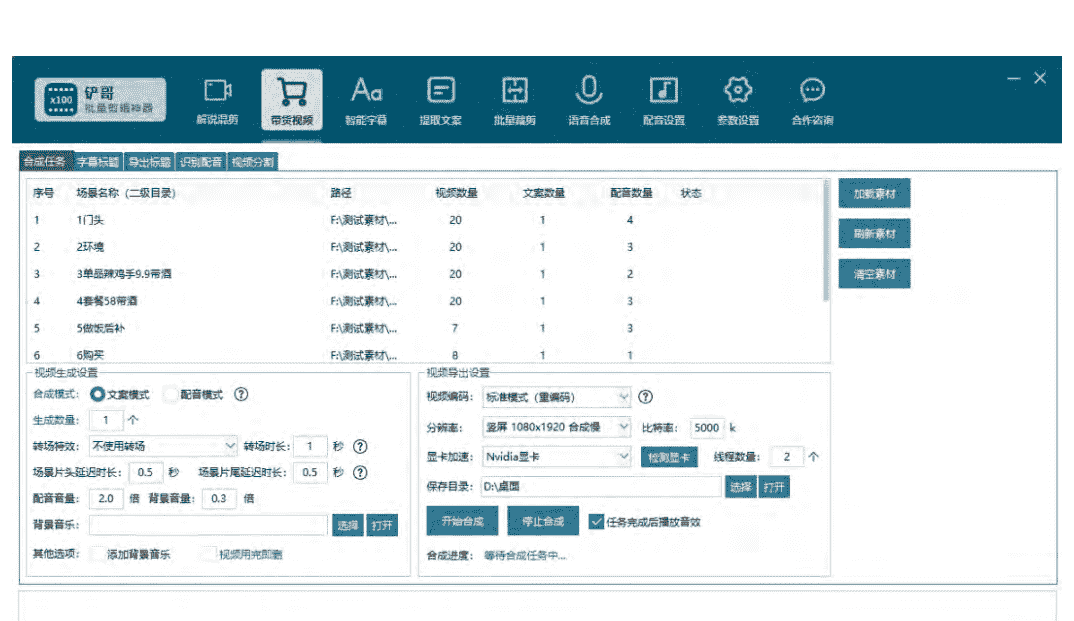 x100 铲哥
批量剪辑神器
解说混剪 带货视频 智能字幕 提取文案 批量裁剪 语音合成 配音设置 参数设置 合作咨询
合成任务 字幕标题 导出标题 识别配音 视频分割
序号 场景名称（二级目录） 路径 视频数量 文案数量 配音数量 状态
1 1门头 F:\测试素材\... 20 1 4
2 2环境 F:\测试素材\... 20 1 3
3 3单品辣鸡手9.9带酒 F:\测试素材\... 20 1 2
4 4套餐58带酒 F:\测试素材\... 20 1 3
5 5做饭后补 F:\测试素材\... 7 1 3
6 6购买 F:\测试素材\... 8 1 1
加载素材
刷新素材
清空素材
视频生成设置
合成模式: 文案模式 配音模式 ?
生成数量: 1 个
转场特效: 不使用转场 转场时长: 1 秒 ?
场景片头延迟时长: 0.5 秒 场景片尾延迟时长: 0.5 秒 ?
配音音量: 2.0 倍 背景音量: 0.3 倍
背景音乐: 选择 打开
其他选项: 添加背景音乐 视频用完即删
视频导出设置
视频编码: 标准模式（重编码） ?
分辨率: 竖屏 1080x1920 合成慢 比特率: 5000 k
显卡加速: Nvidia显卡 检测显卡 线程数量: 2 个
保存目录: D:\桌面 选择 打开
开始合成 停止合成 任务完成后播放音效
合成进度: 等待合成任务中...